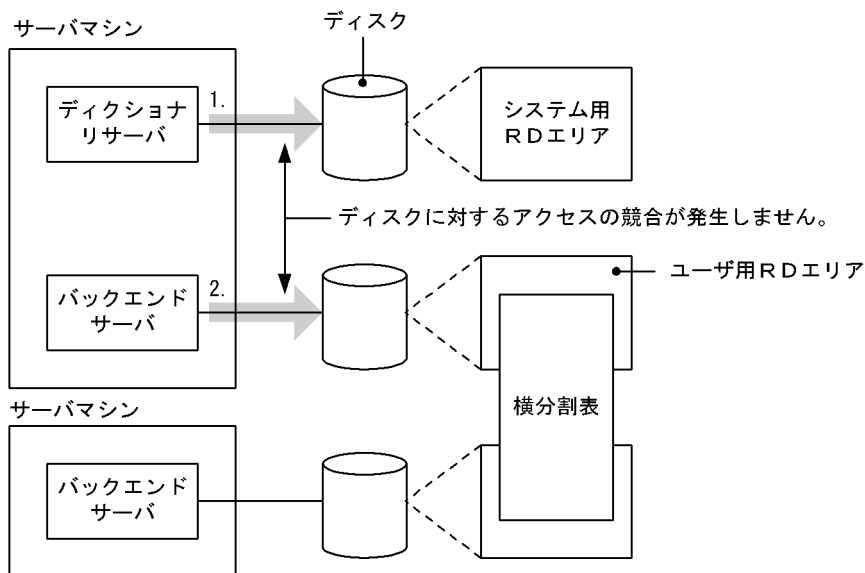 サーバマシン
ディスク
ディクショナ
リサーバ
1.
システム用
RDエリア
ディスクに対するアクセスの競合が発生しません。
バックエンド
サーバ
2.
ユーザ用RDエリア
横分割表
サーバマシン
バックエンド
サーバ